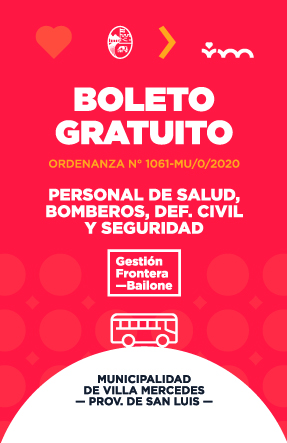 BOLETO
GRATUITO
ORDENANZA Nº 1061-MU/0/2020
PERSONAL DE SALUD,
BOMBEROS, DEF. CIVIL
Y SEGURIDAD
Gestión
Frontera
—Bailone
MUNICIPALIDAD
DE VILLA MERCEDES
— PROV. DE SAN LUIS —